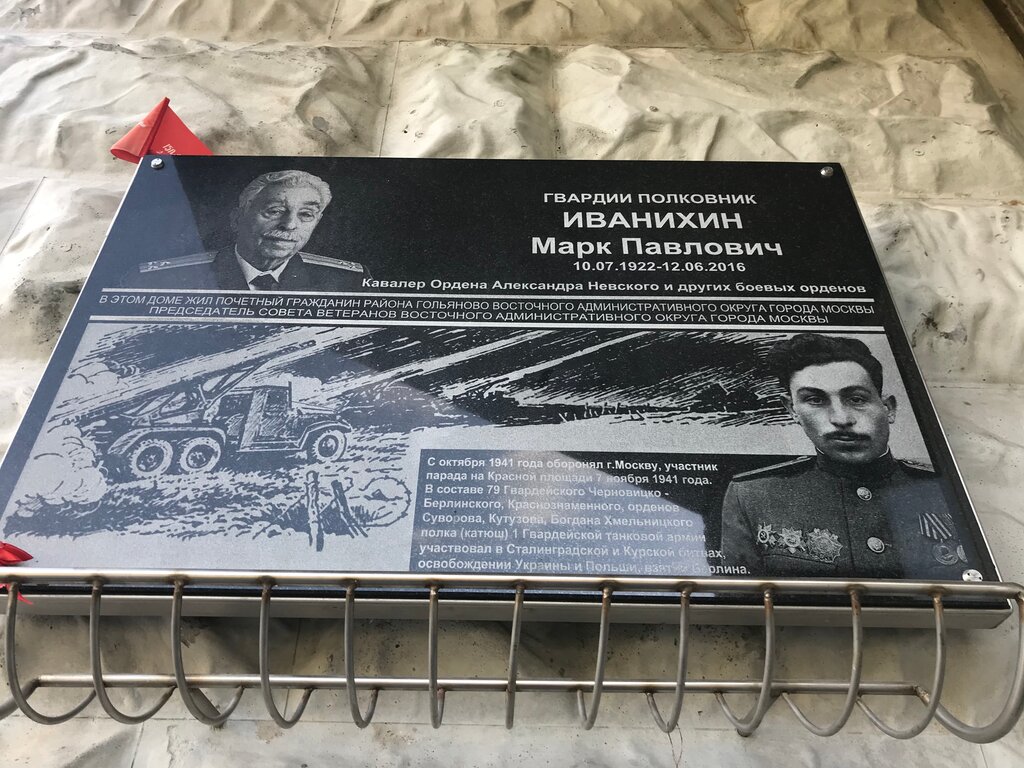 ГВАРДИИ ПОЛКОВНИК
ИВАНИХИН
Марк Павлович
10.07.1922-12.06.2016
Кавалер Ордена Александра Невского и других боевых орденов
В ЭТОМ ДОМЕ ЖИЛ ПОЧЕТНЫЙ ГРАЖДАНИН РАЙОНА ГОЛЬЯНОВО ВОСТОЧНОГО АДМИНИСТРАТИВНОГО ОКРУГА ГОРОДА МОСКВЫ
ПРЕДСЕДАТЕЛЬ СОВЕТА ВЕТЕРАНОВ ВОСТОЧНОГО АДМИНИСТРАТИВНОГО ОКРУГА ГОРОДА МОСКВЫ
С октября 1941 года оборонял г.Москву, участник
парада на Красной площади 7 ноября 1941 года.
В составе 79 Гвардейского Черновицко -
Берлинского, Краснознаменного, орденов
Суворова, Кутузова, Богдана Хмельницкого
полка (катюш) 1 Гвардейской танковой армии
участвовал в Сталинградской и Курской битвах,
освобождении Украины и Польши, взятии Берлина.